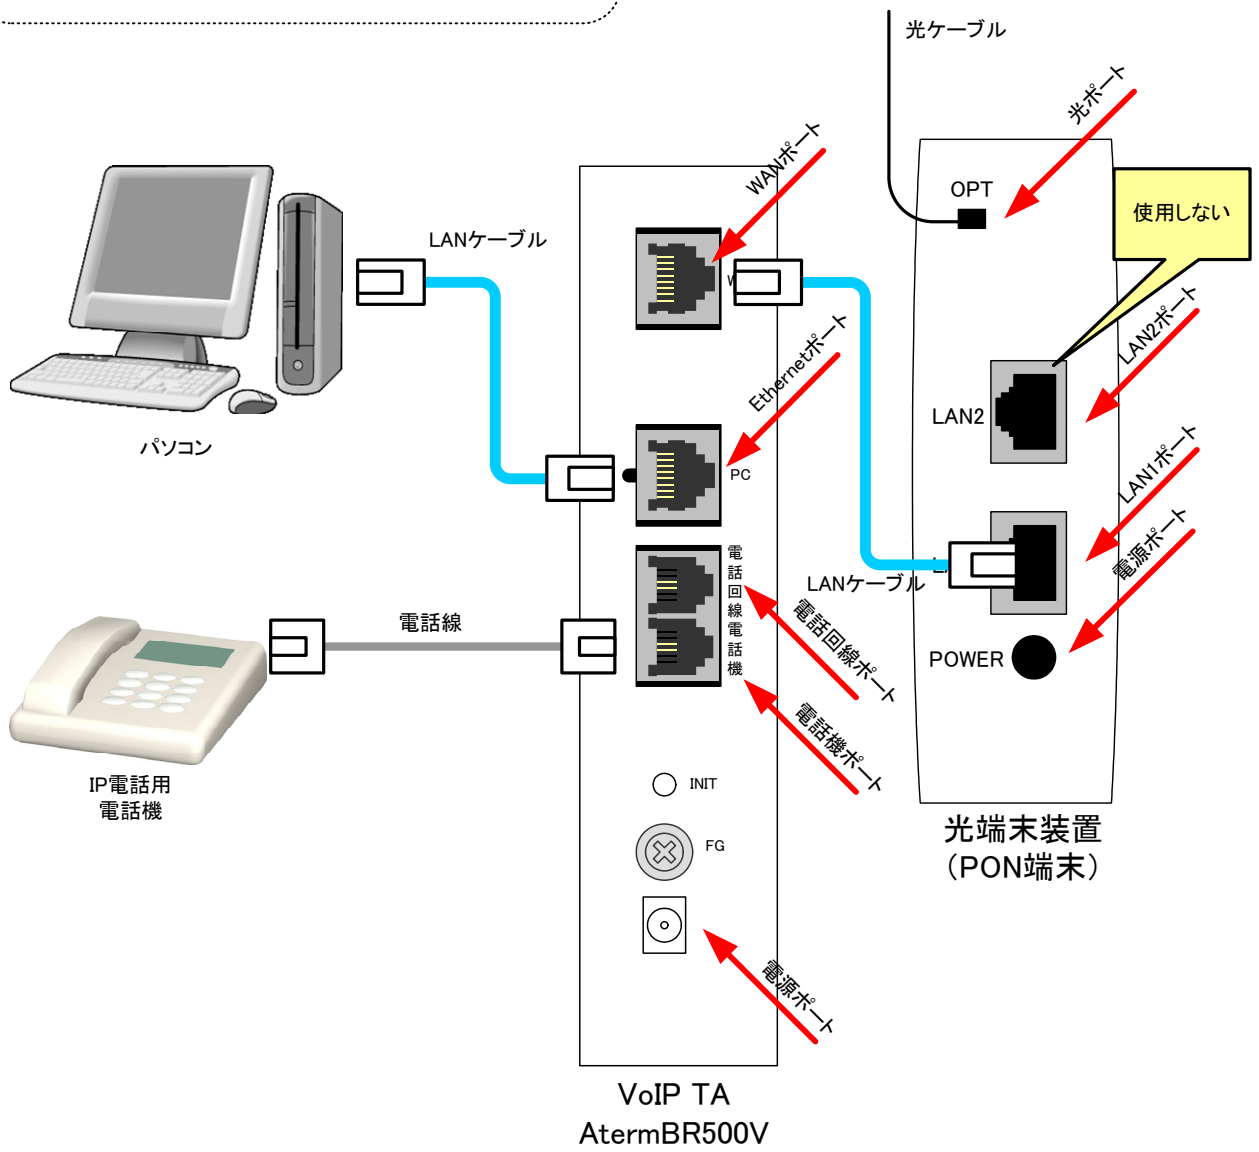 光ケーブル
光ポート
WANポート
OPT
使用しない
LANケーブル
W
LAN2ポート
Ethernetポート
LAN2
パソコン
PC
LAN1ポート
電源ポート
電話回線
LANケーブル
電話線
電話回線ポート
電話機
POWER
電話機ポート
IP電話用
電話機
INIT
光端末装置
(PON端末)
FG
電源ポート
VoIP TA
AtermBR500V